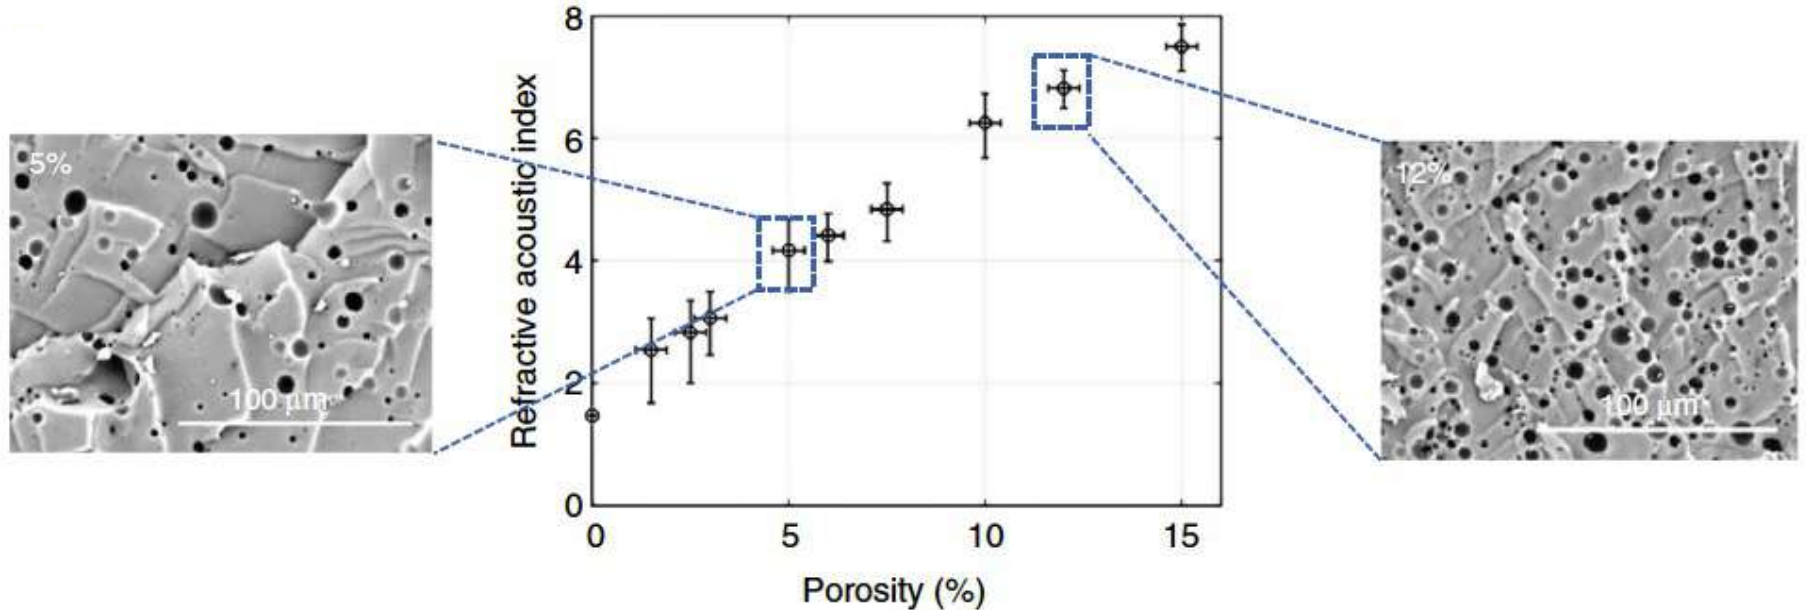 5%
100 μm
Refractive acoustic index
8
6
4
2
0
0 5 10 15
Porosity (%)
12%
100 μm